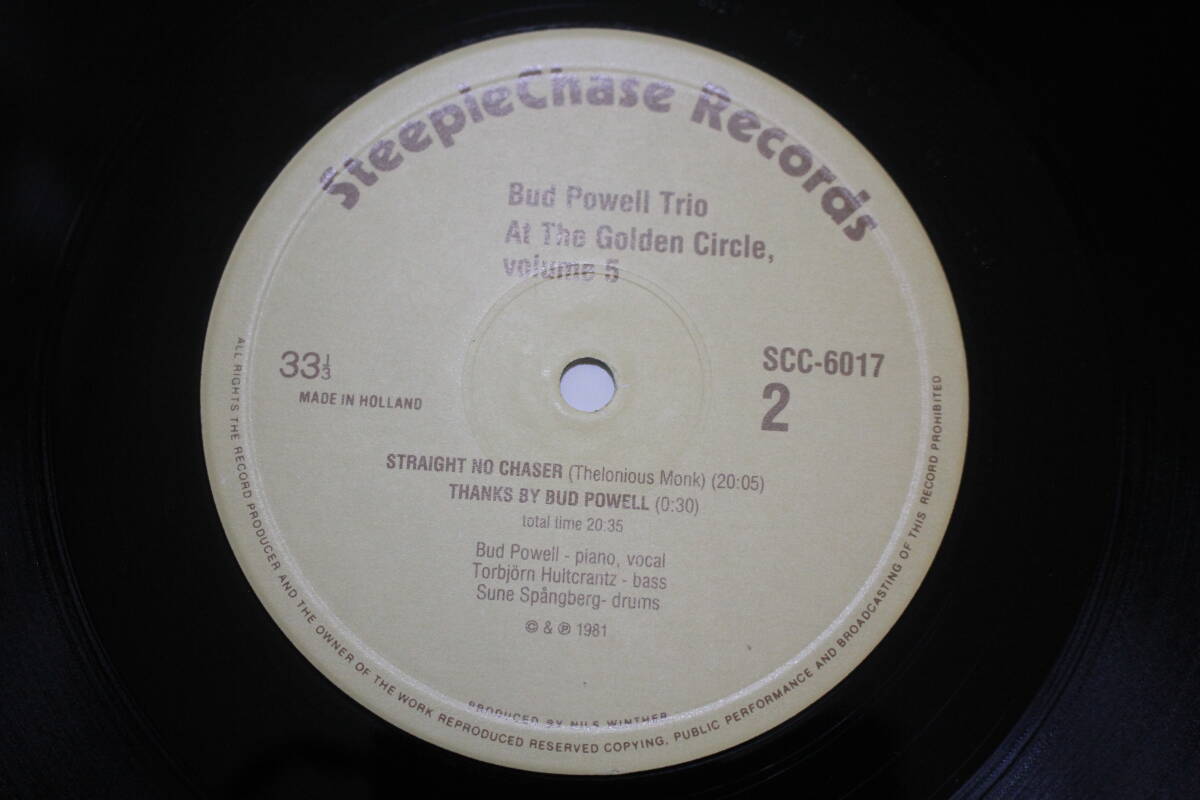 SteepleChase Records
Bud Powell Trio
At The Golden Circle,
volume 5
33⅓
MADE IN HOLLAND
SCC-6017
2
STRAIGHT NO CHASER (Thelonious Monk) (20:05)
THANKS BY BUD POWELL (0:30)
total time 20:35
Bud Powell - piano, vocal
Torbjörn Hultcrantz - bass
Sune Spångberg- drums
© & ℗ 1981
PRODUCED BY NILS WINTHER
ALL RIGHTS THE RECORD PRODUCER AND THE OWNER OF THE WORK REPRODUCED RESERVED COPYING, PUBLIC PERFORMANCE AND BROADCASTING OF THIS RECORD PROHIBITED